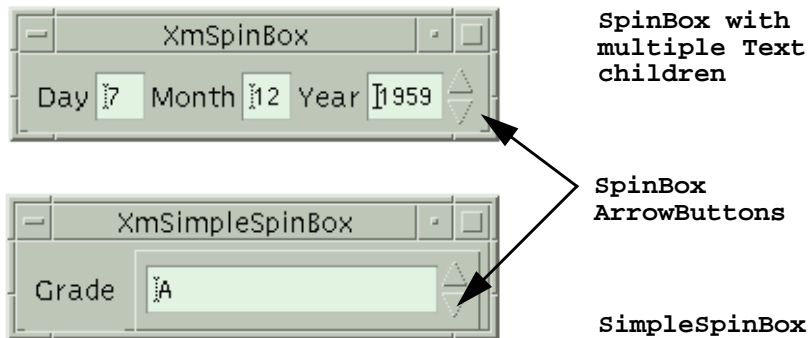 XmSpinBox
Day 7 Month 12 Year 1959
SpinBox with
multiple Text
children
SpinBox
ArrowButtons
XmSimpleSpinBox
Grade A
SimpleSpinBox